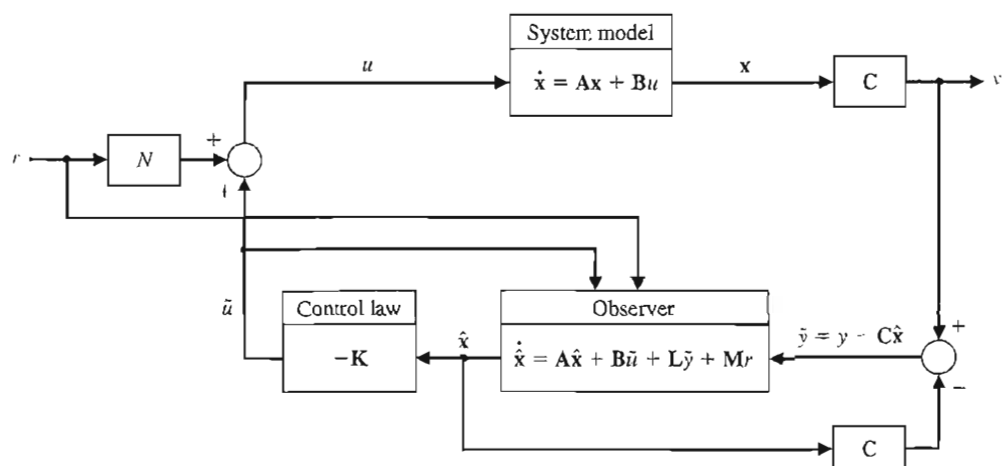 System model
u
ẋ = Ax + Bu
x
C
y
r
N
+
+
ũ
Control law
−K
x̂
Observer
x̂̇ = Ax̂ + Bũ + Lỹ + Mr
ỹ = y − Cx̂
+
−
C